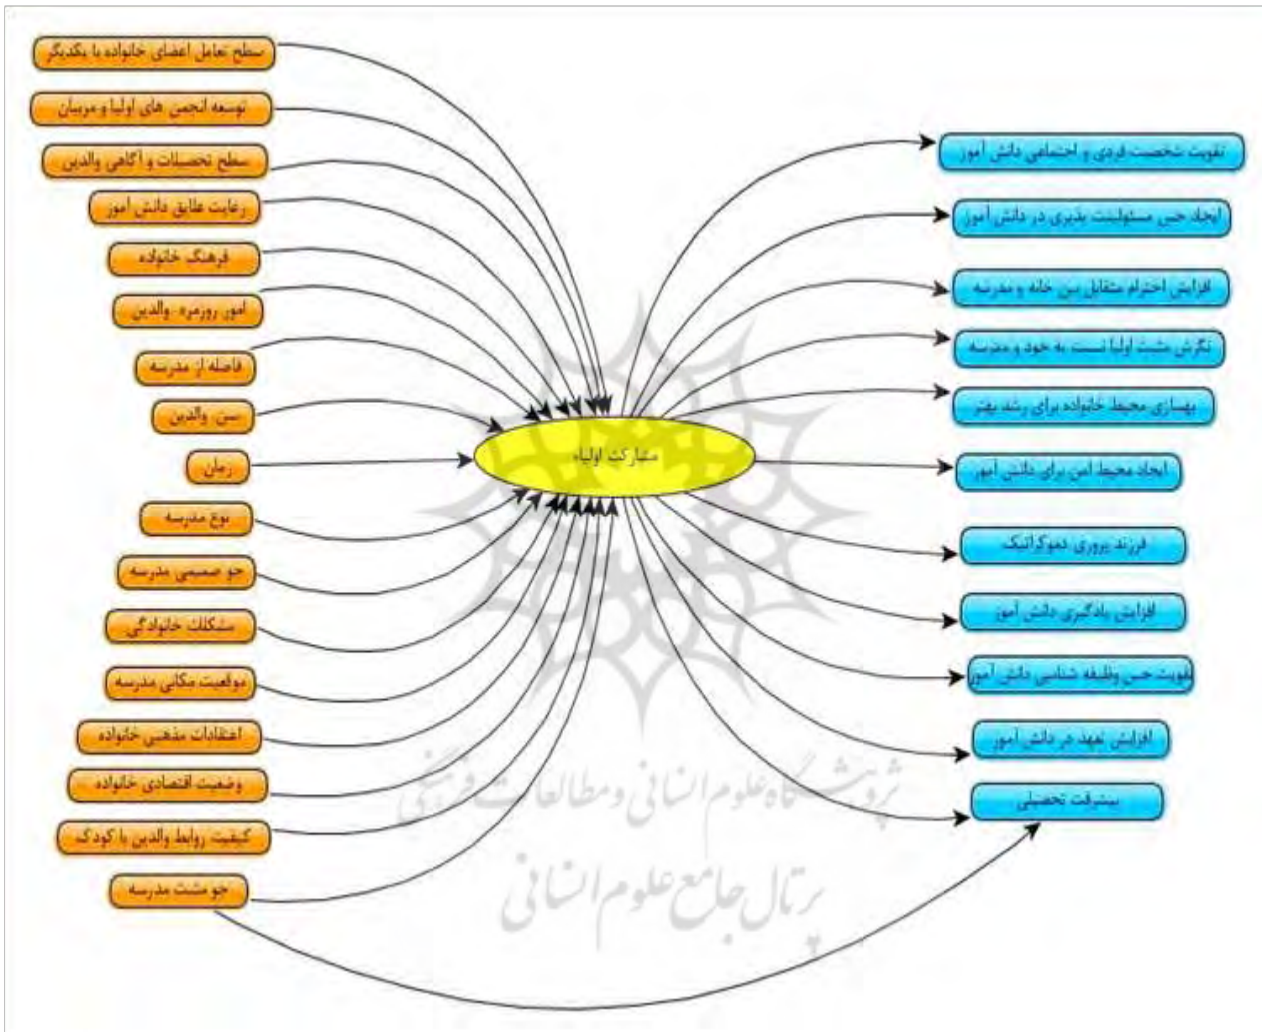 سطح تعامل اعضای خانواده با یکدیگر
توسعه انجمن های اولیا و مربیان
سطح تحصیلات و آگاهی والدین
رعایت علایق دانش آموز
فرهنگ خانواده
امور روزمره والدین
فاصله از مدرسه
سن والدین
زمان
نوع مدرسه
جو صمیمی مدرسه
مشکلات خانوادگی
موقعیت مکانی مدرسه
اعتقادات مذهبی خانواده
وضعیت اقتصادی خانواده
کیفیت روابط والدین با کودک
جو مثبت مدرسه
مشارکت اولیاء
تقویت شخصیت فردی و اجتماعی دانش آموز
ایجاد حس مسئولیت پذیری در دانش آموز
افزایش احترام متقابل بین خانه و مدرسه
نگرش مثبت اولیا نسبت به خود و مدرسه
بهسازی محیط خانواده برای رشد بهتر
ایجاد محیط امن برای دانش آموز
فرزند پروری دموکراتیک
افزایش یادگیری دانش آموز
تقویت حس وظیفه شناسی دانش آموز
افزایش تعهد در دانش آموز
پیشرفت تحصیلی
پژوهشگاه علوم انسانی و مطالعات فرهنگی
پرتال جامع علوم انسانی